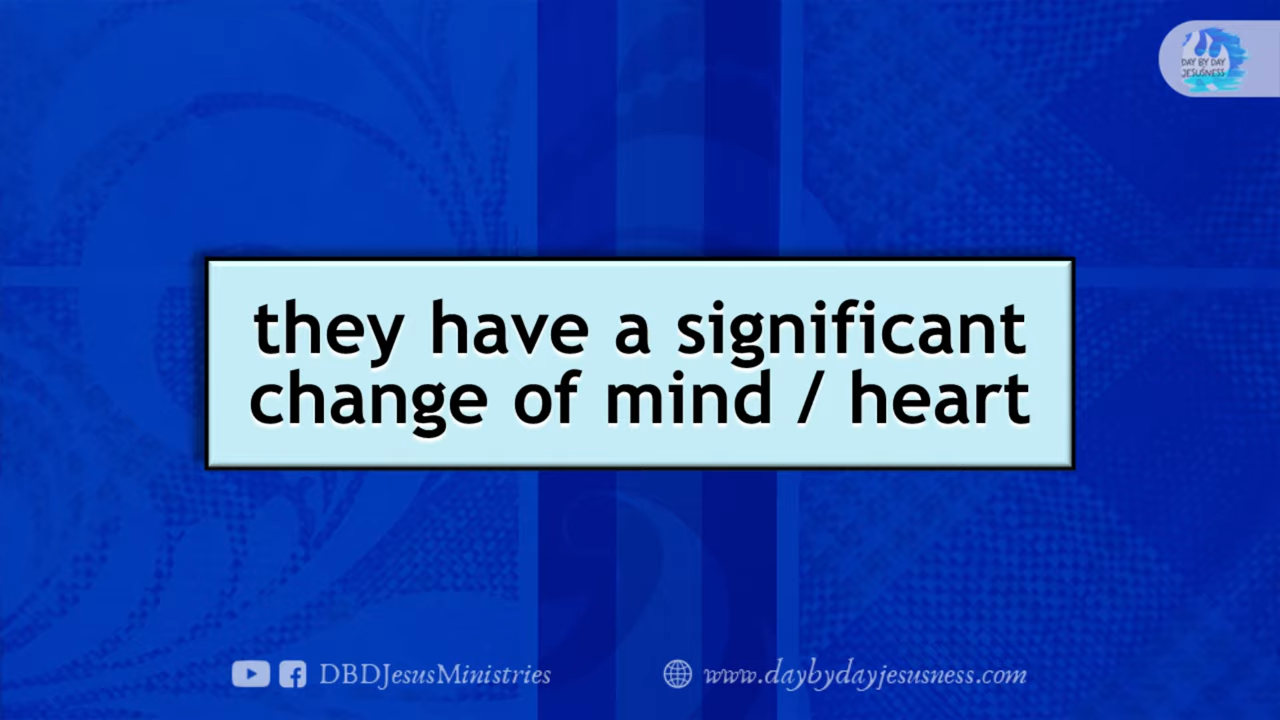 DAY BY DAY
JESUSNESS
they have a significant
change of mind / heart
DBDJesusMinistries
www.daybydayjesusness.com